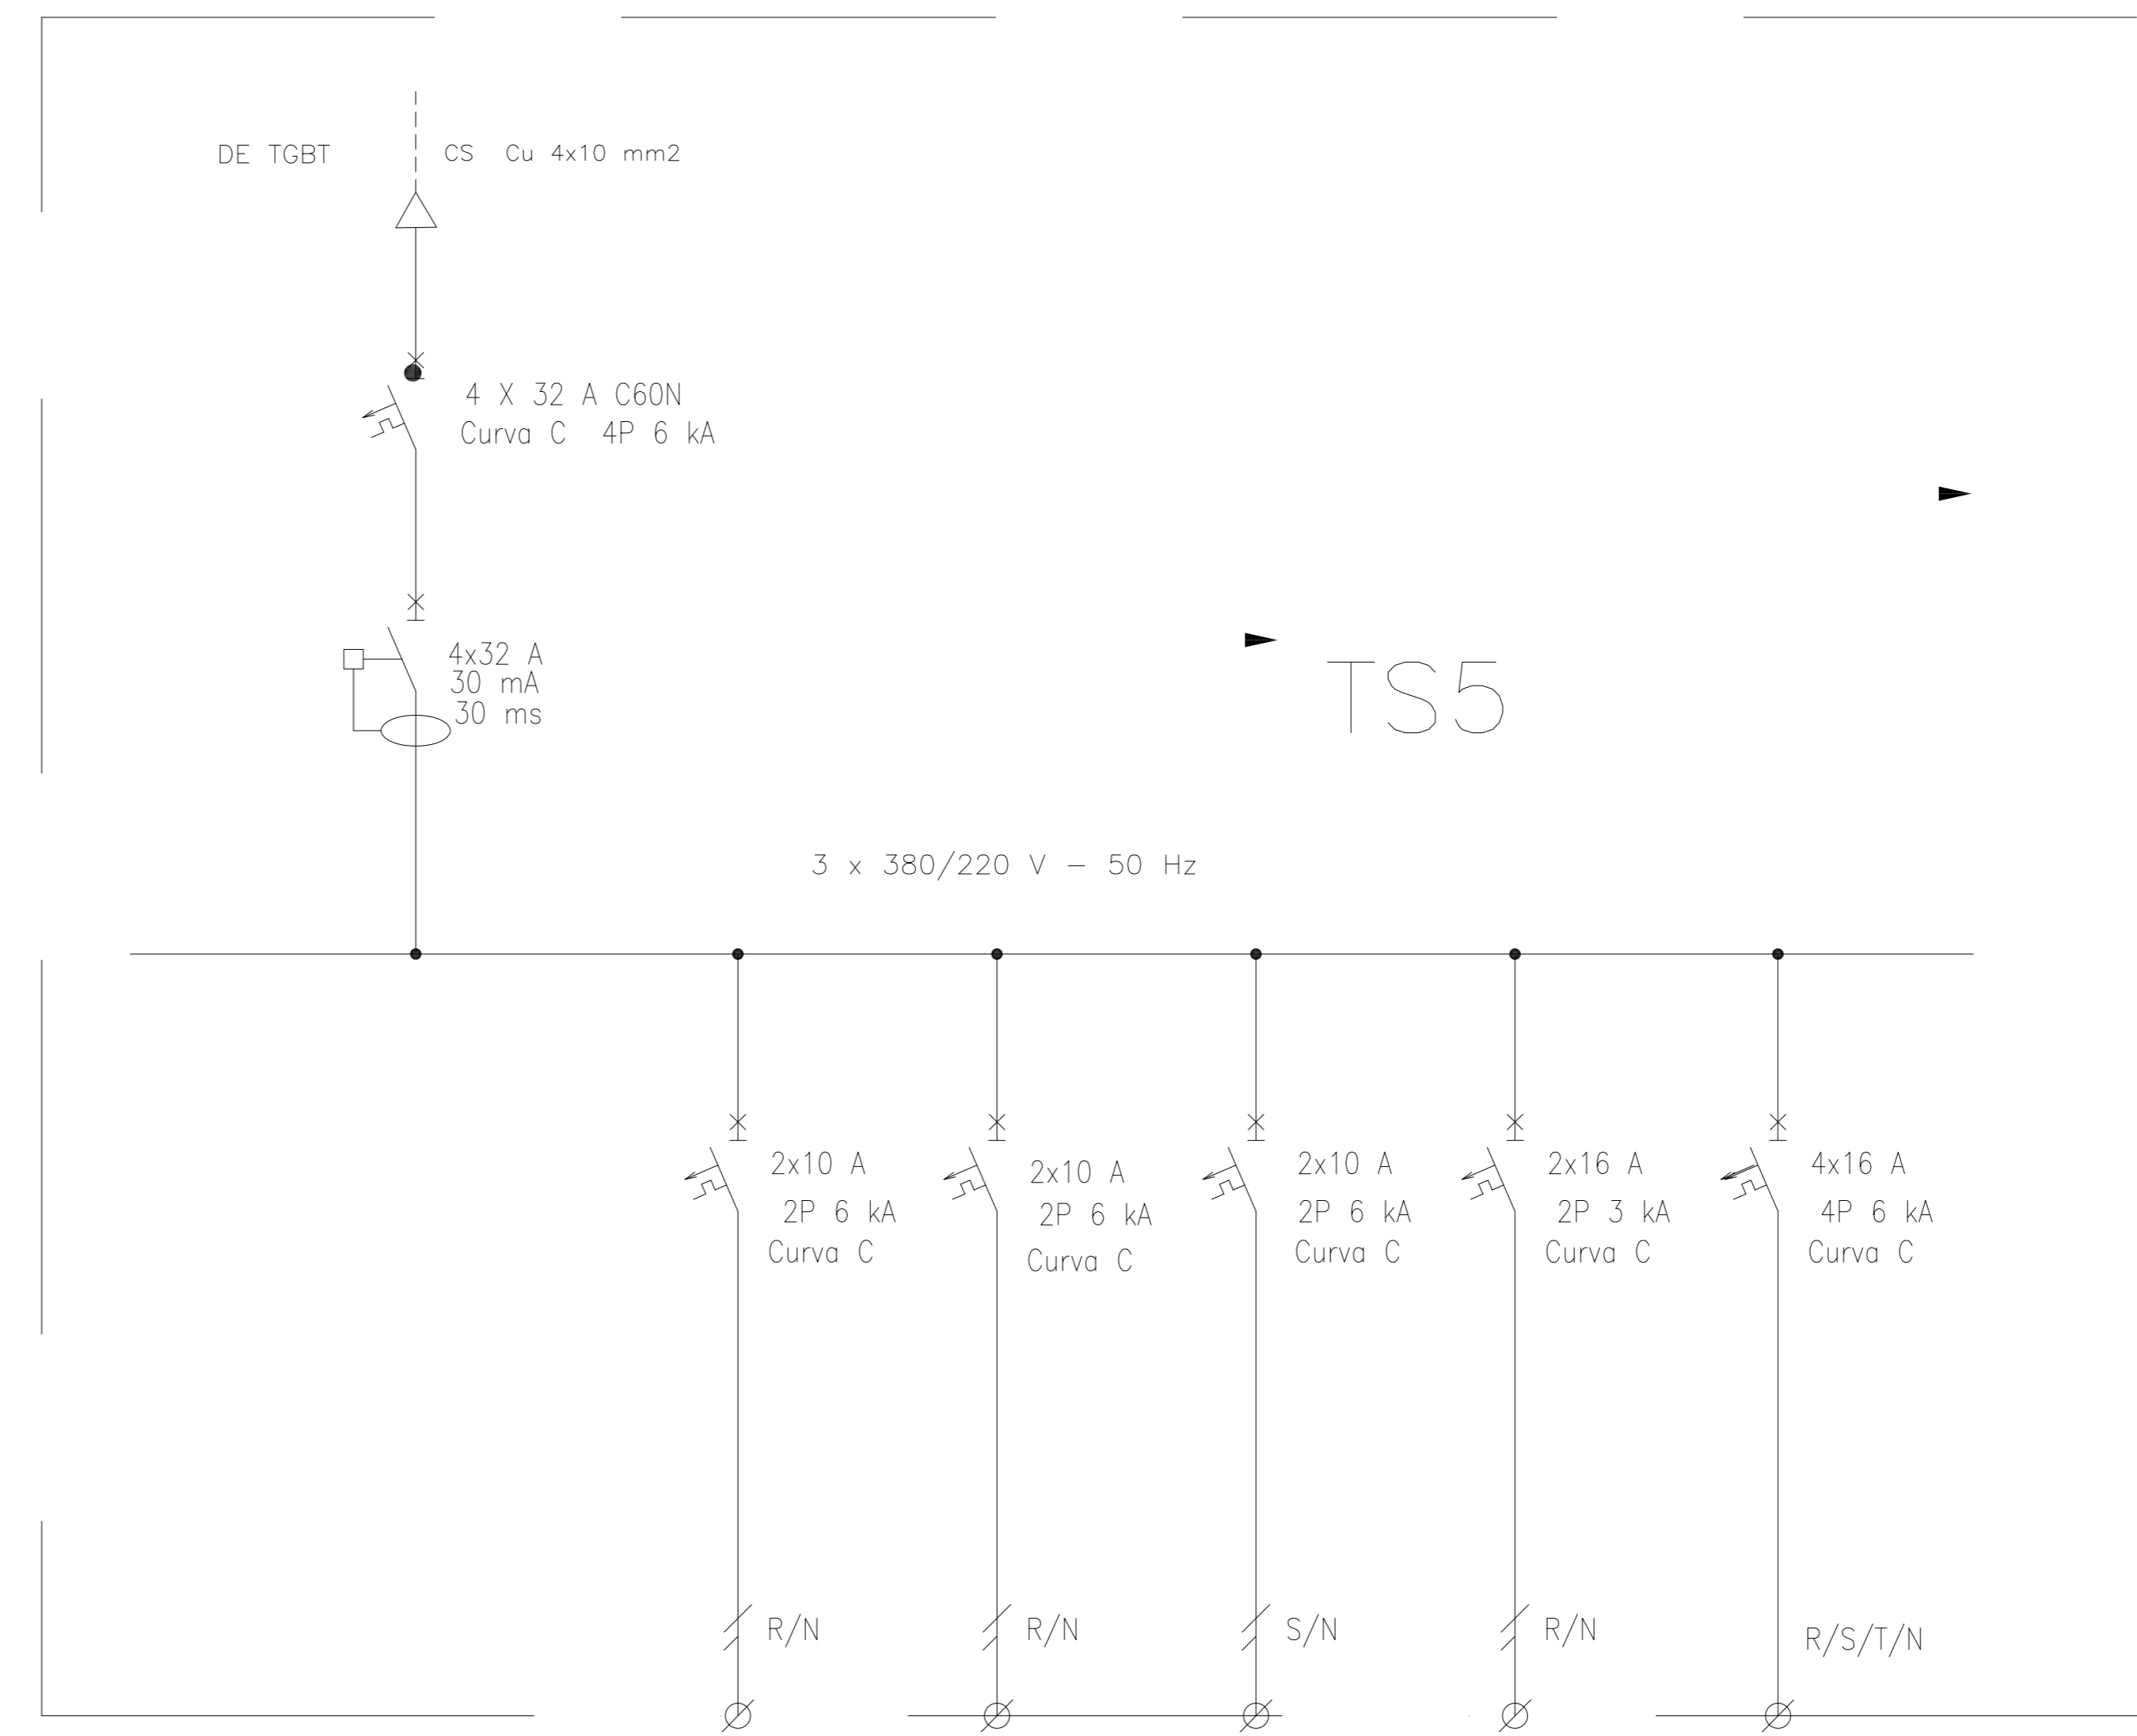 DE TGBT
CS Cu 4x10 mm2
4 X 32 A C60N
Curva C 4P 6 kA
4x32 A
30 mA
30 ms
TS5
3 x 380/220 V - 50 Hz
2x10 A
2P 6 kA
Curva C
2x10 A
2P 6 kA
Curva C
2x10 A
2P 6 kA
Curva C
2x16 A
2P 3 kA
Curva C
4x16 A
4P 6 kA
Curva C
R/N
R/N
S/N
R/N
R/S/T/N